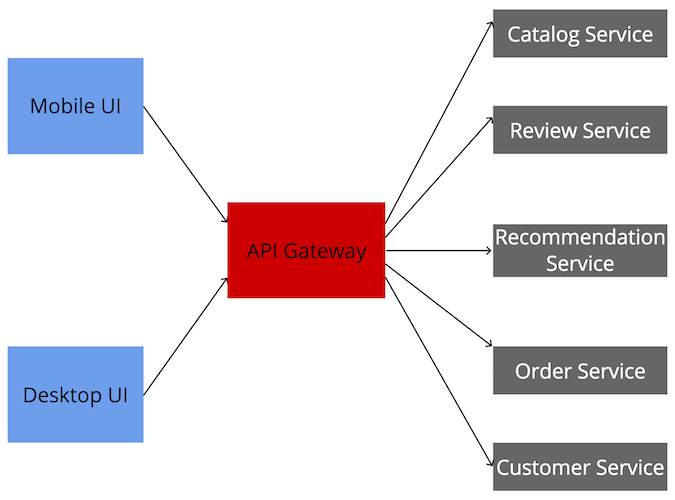 Mobile UI
Desktop UI
API Gateway
Catalog Service
Review Service
Recommendation
Service
Order Service
Customer Service